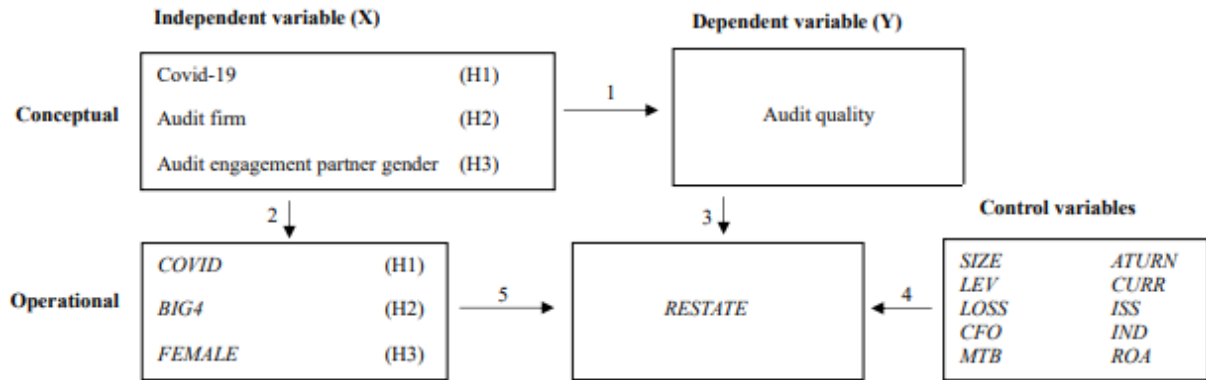 Independent variable (X)
Dependent variable (Y)
Conceptual
Covid-19 (H1)
Audit firm (H2)
Audit engagement partner gender (H3)
1
Audit quality
2
3
Control variables
Operational
COVID (H1)
BIG4 (H2)
FEMALE (H3)
5
RESTATE
4
SIZE ATURN
LEV CURR
LOSS ISS
CFO IND
MTB ROA